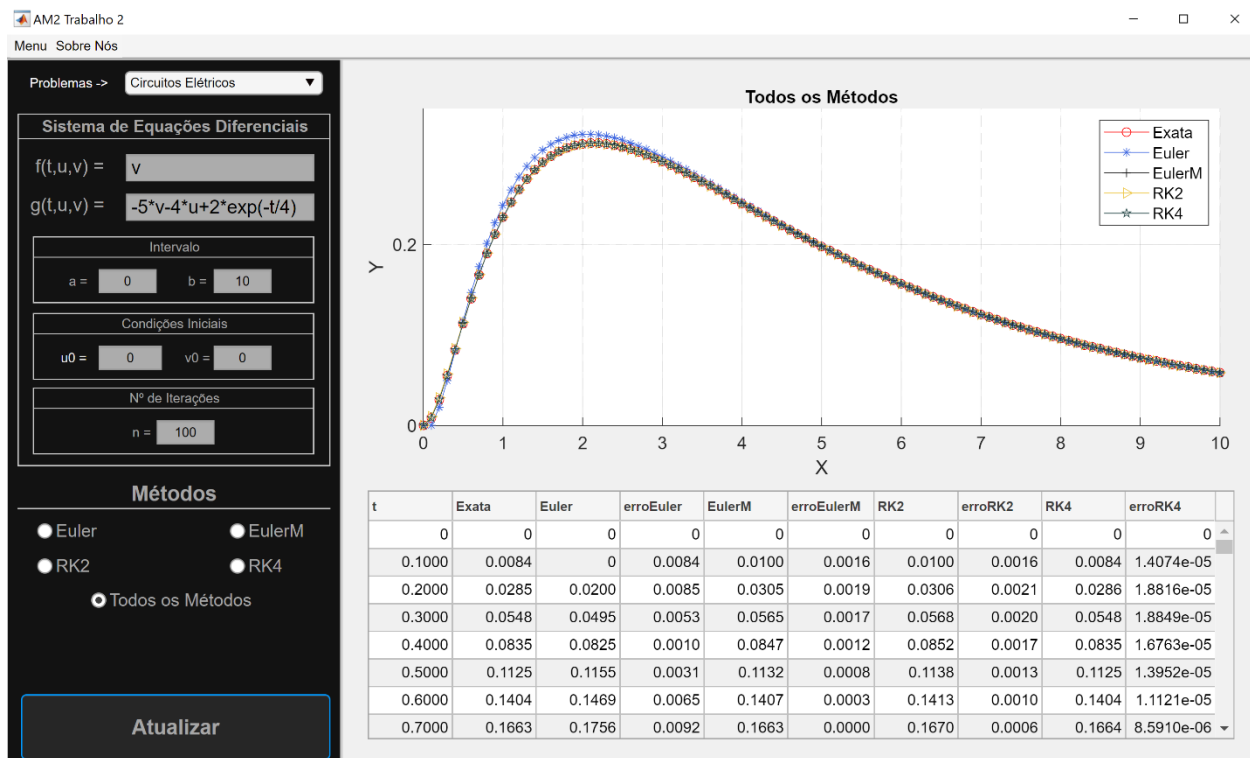 AM2 Trabalho 2
Menu Sobre Nós
Problemas -> Circuitos Elétricos
Sistema de Equações Diferenciais
f(t,u,v) = v
g(t,u,v) = -5*v-4*u+2*exp(-t/4)
Intervalo
a = 0 b = 10
Condições Iniciais
u0 = 0 v0 = 0
Nº de Iterações
n = 100
Métodos
Euler EulerM
RK2 RK4
Todos os Métodos
Atualizar
Todos os Métodos
Exata
Euler
EulerM
RK2
RK4
0.2
Y
0
0 1 2 3 4 5 6 7 8 9 10
X
t Exata Euler erroEuler EulerM erroEulerM RK2 erroRK2 RK4 erroRK4
0 0 0 0 0 0 0 0 0 0
0.1000 0.0084 0 0.0084 0.0100 0.0016 0.0100 0.0016 0.0084 1.4074e-05
0.2000 0.0285 0.0200 0.0085 0.0305 0.0019 0.0306 0.0021 0.0286 1.8816e-05
0.3000 0.0548 0.0495 0.0053 0.0565 0.0017 0.0568 0.0020 0.0548 1.8849e-05
0.4000 0.0835 0.0825 0.0010 0.0847 0.0012 0.0852 0.0017 0.0835 1.6763e-05
0.5000 0.1125 0.1155 0.0031 0.1132 0.0008 0.1138 0.0013 0.1125 1.3952e-05
0.6000 0.1404 0.1469 0.0065 0.1407 0.0003 0.1413 0.0010 0.1404 1.1121e-05
0.7000 0.1663 0.1756 0.0092 0.1663 0.0000 0.1670 0.0006 0.1664 8.5910e-06